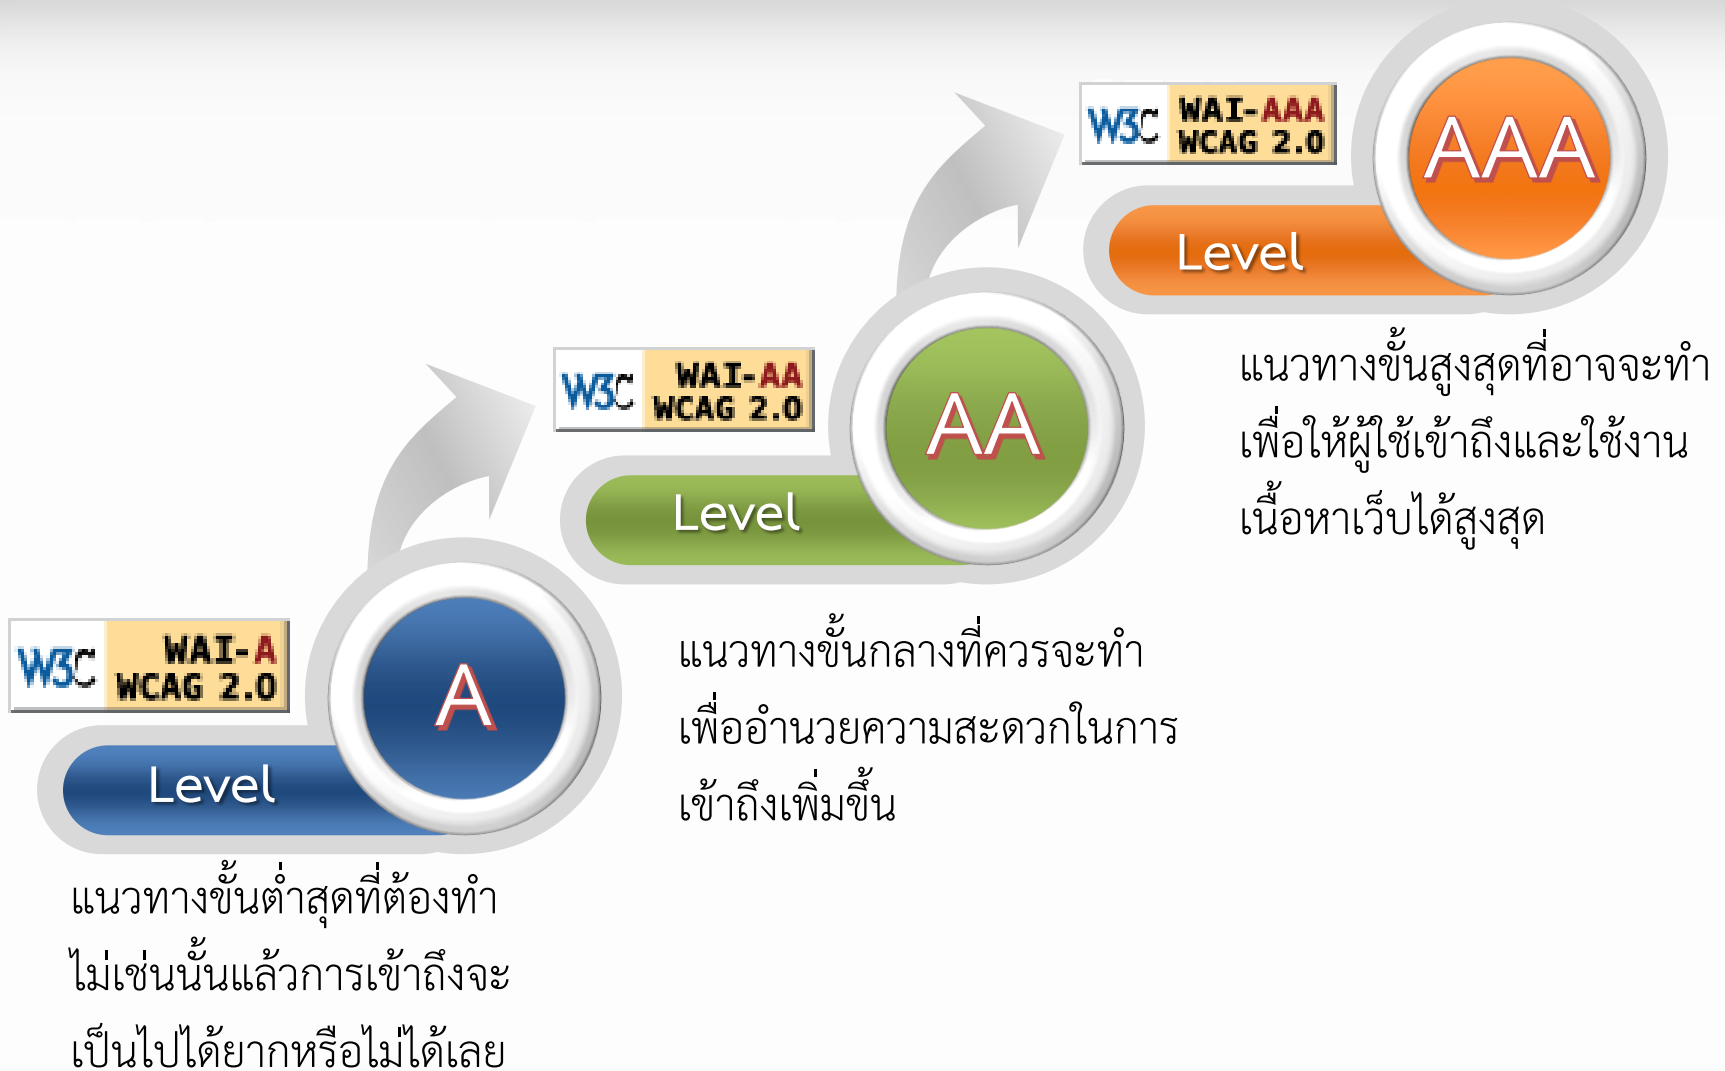 W3C WAI-AAA
WCAG 2.0
AAA
Level
แนวทางขั้นสูงสุดที่อาจจะทำ
เพื่อให้ผู้ใช้เข้าถึงและใช้งาน
เนื้อหาเว็บได้สูงสุด
W3C WAI-AA
WCAG 2.0
AA
Level
แนวทางขั้นกลางที่ควรจะทำ
เพื่ออำนวยความสะดวกในการ
เข้าถึงเพิ่มขึ้น
W3C WAI-A
WCAG 2.0
A
Level
แนวทางขั้นต่ำสุดที่ต้องทำ
ไม่เช่นนั้นแล้วการเข้าถึงจะ
เป็นไปได้ยากหรือไม่ได้เลย